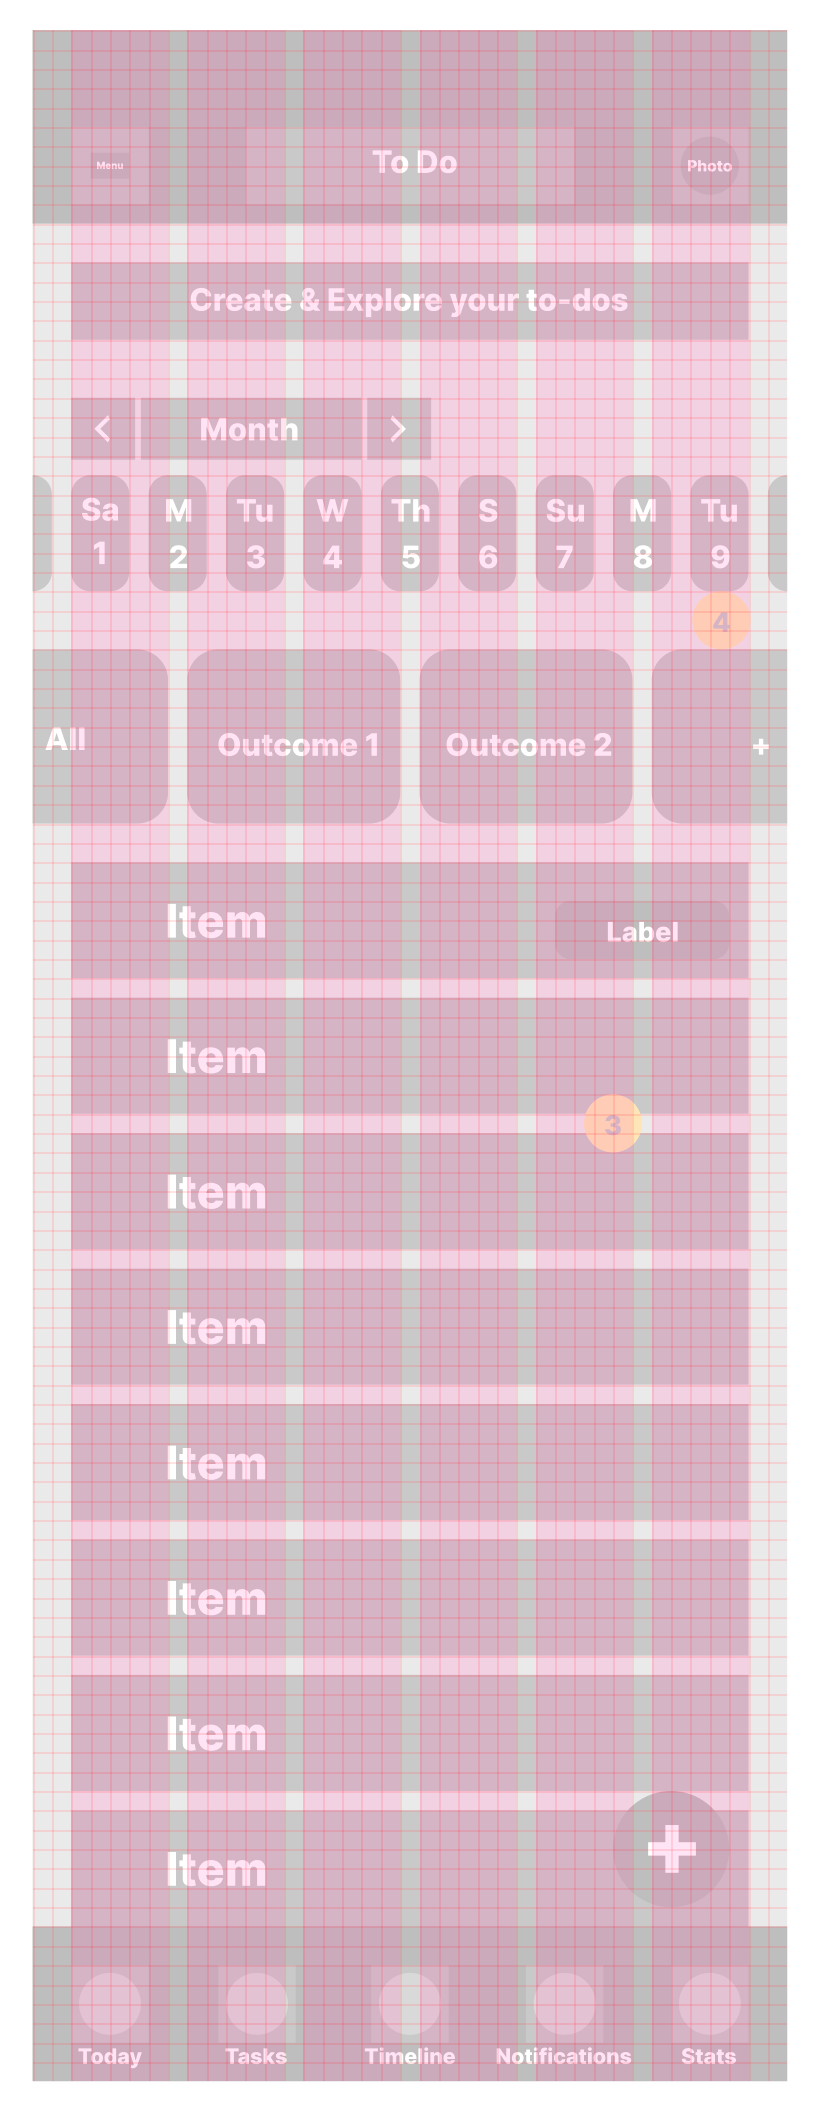 Menu
To Do
Photo
Create & Explore your to-dos
< Month >
Sa M Tu W Th S Su M Tu
1 2 3 4 5 6 7 8 9
4
All
Outcome 1
Outcome 2
+
Item
Label
Item
3
Item
Item
Item
Item
Item
Item
+
Today Tasks Timeline Notifications Stats